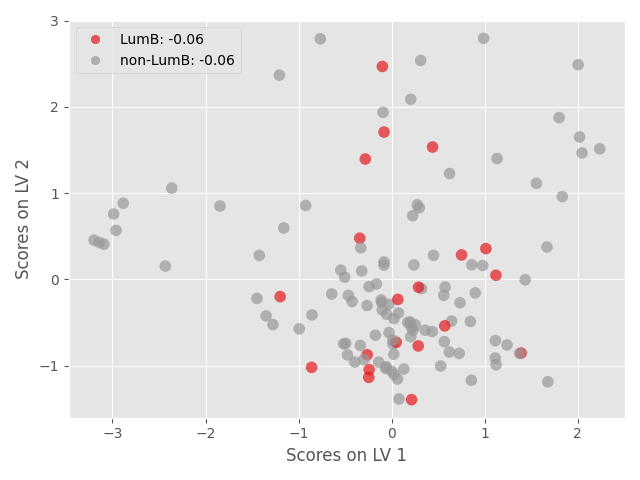 LumB: -0.06
non-LumB: -0.06
3
2
1
0
−1
Scores on LV 2
−3
−2
−1
0
1
2
Scores on LV 1